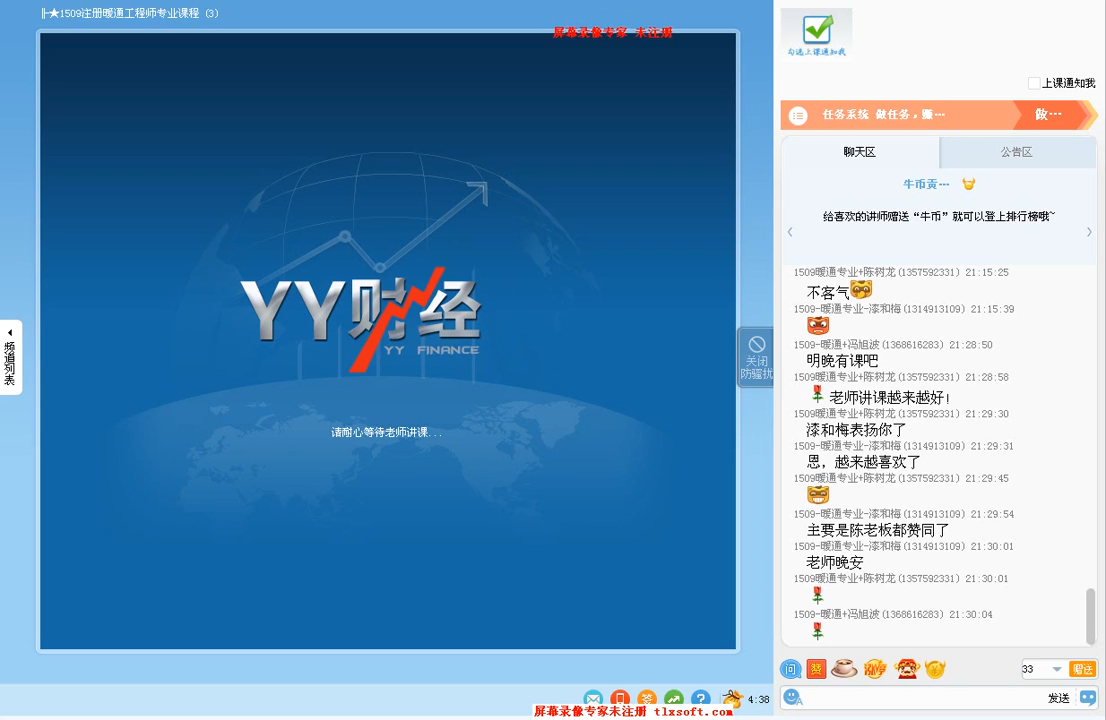 ╟★1509注册暖通工程师专业课程 (3)
屏幕录像专家 未注册
勾选上课通知我
上课通知我
任务系统 做任务，赚… 做…
聊天区 公告区
牛币贡…
给喜欢的讲师赠送“牛币”就可以登上排行榜哦~
1509暖通专业+陈树龙(1357592331) 21:15:25
不客气
1509-暖通专业-漆和梅(1314913109) 21:15:39
1509-暖通+冯旭波(1368616283) 21:28:50
明晚有课吧
1509暖通专业+陈树龙(1357592331) 21:28:58
老师讲课越来越好!
1509暖通专业+陈树龙(1357592331) 21:29:30
漆和梅表扬你了
1509-暖通专业-漆和梅(1314913109) 21:29:31
恩，越来越喜欢了
1509暖通专业+陈树龙(1357592331) 21:29:45
1509-暖通专业-漆和梅(1314913109) 21:29:54
主要是陈老板都赞同了
1509-暖通专业-漆和梅(1314913109) 21:30:01
老师晚安
1509暖通专业+陈树龙(1357592331) 21:30:01
1509-暖通+冯旭波(1368616283) 21:30:04
YY财经
YY FINANCE
请耐心等待老师讲课...
频道列表
关闭
防骚扰
问 赞 33 赠送
发送
签 ? 4:38
屏幕录像专家未注册 tlxsoft.com